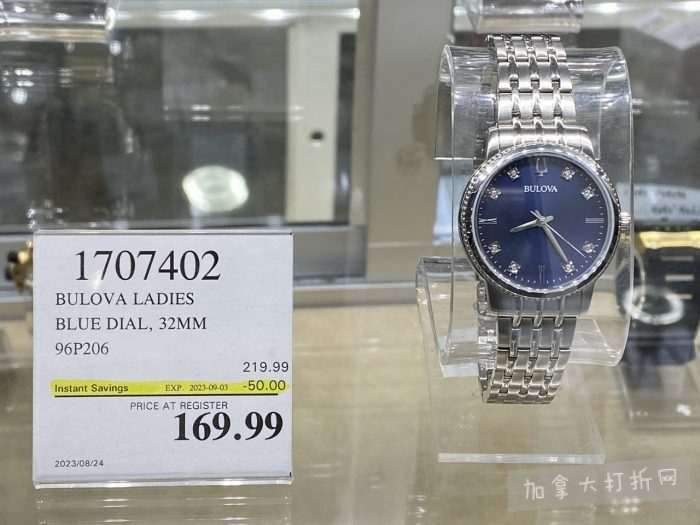 1707402
BULOVA LADIES
BLUE DIAL, 32MM
96P206
219.99
Instant Savings EXP. 2023-09-03 -50.00
PRICE AT REGISTER
169.99
2023/08/24
BULOVA
加拿大打折网